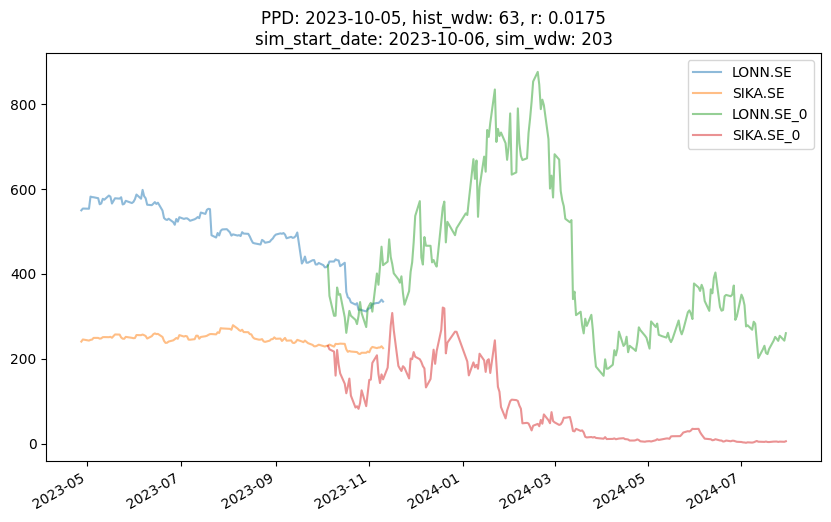 PPD: 2023-10-05, hist_wdw: 63, r: 0.0175
sim_start_date: 2023-10-06, sim_wdw: 203
LONN.SE
SIKA.SE
LONN.SE_0
SIKA.SE_0
800
600
400
200
0
2023-05
2023-07
2023-09
2023-11
2024-01
2024-03
2024-05
2024-07